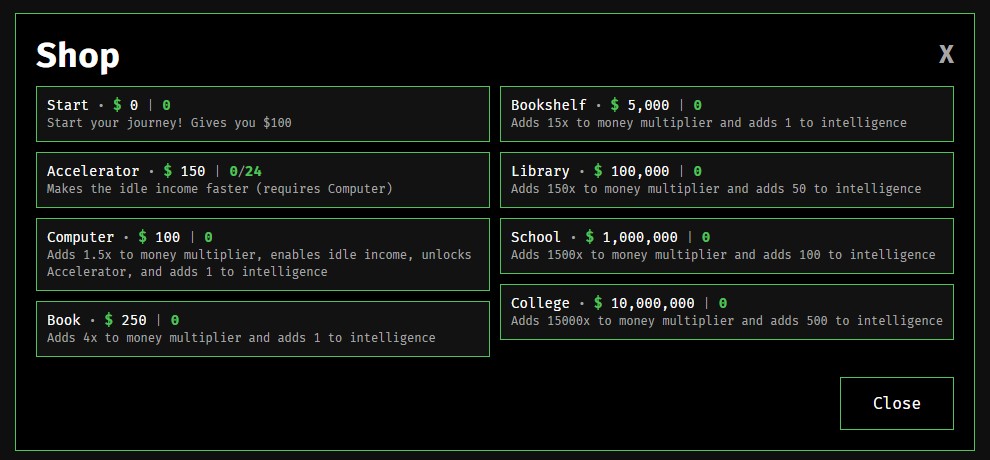 Shop
X
Start · $ 0 | 0
Start your journey! Gives you $100
Accelerator · $ 150 | 0/24
Makes the idle income faster (requires Computer)
Computer · $ 100 | 0
Adds 1.5x to money multiplier, enables idle income, unlocks
Accelerator, and adds 1 to intelligence
Book · $ 250 | 0
Adds 4x to money multiplier and adds 1 to intelligence
Bookshelf · $ 5,000 | 0
Adds 15x to money multiplier and adds 1 to intelligence
Library · $ 100,000 | 0
Adds 150x to money multiplier and adds 50 to intelligence
School · $ 1,000,000 | 0
Adds 1500x to money multiplier and adds 100 to intelligence
College · $ 10,000,000 | 0
Adds 15000x to money multiplier and adds 500 to intelligence
Close